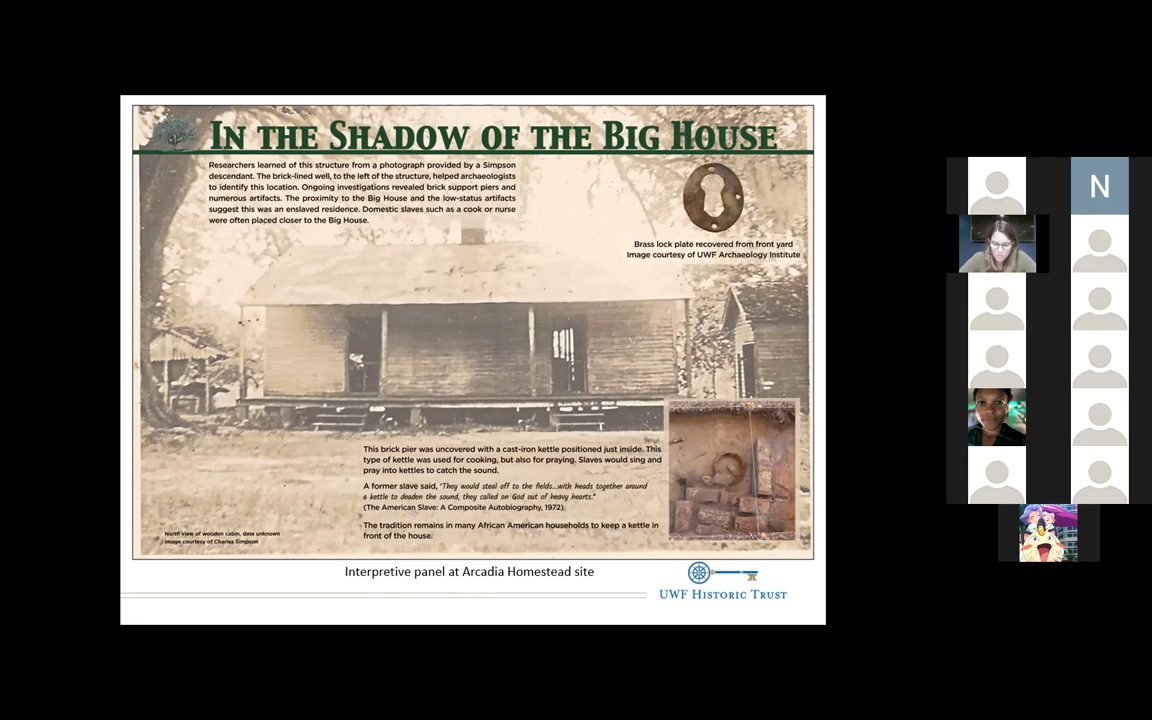 IN THE SHADOW OF THE BIG HOUSE
Researchers learned of this structure from a photograph provided by a Simpson
descendant. The brick-lined well, to the left of the structure, helped archaeologists
to identify this location. Ongoing investigations revealed brick support piers and
numerous artifacts. The proximity to the Big House and the low-status artifacts
suggest this was an enslaved residence. Domestic slaves such as a cook or nurse
were often placed closer to the Big House.
Brass lock plate recovered from front yard
Image courtesy of UWF Archaeology Institute
This brick pier was uncovered with a cast-iron kettle positioned just inside. This
type of kettle was used for cooking, but also for praying. Slaves would sing and
pray into kettles to catch the sound.
A former slave said, "They would steal off to the fields...with heads together around
a kettle to deaden the sound, they called on God out of heavy hearts."
(The American Slave: A Composite Autobiography, 1972)
The tradition remains in many African American households to keep a kettle in
front of the house.
North view of wooden cabin, date unknown
Image courtesy of Charles Simpson
Interpretive panel at Arcadia Homestead site
UWF HISTORIC TRUST
N